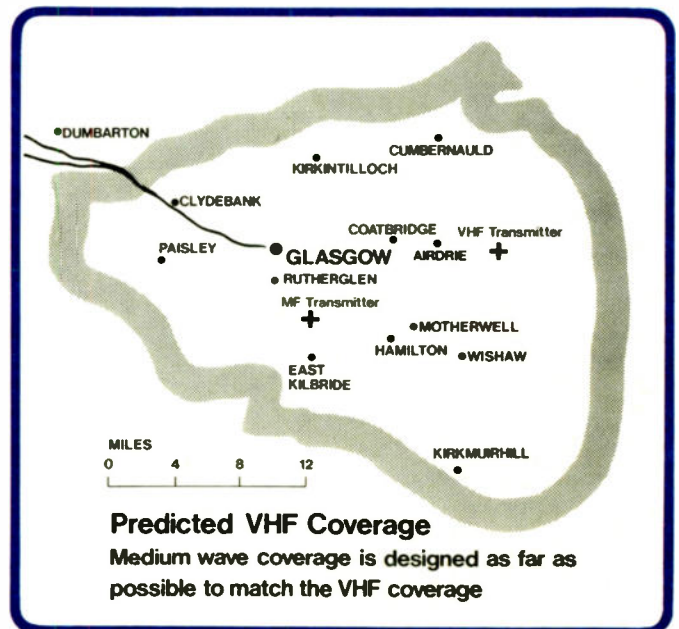 DUMBARTON
CUMBERNAULD
KIRKINTILLOCH
CLYDEBANK
COATBRIDGE
VHF Transmitter
PAISLEY
GLASGOW
AIRDRIE
RUTHERGLEN
MF Transmitter
MOTHERWELL
HAMILTON
WISHAW
EAST
KILBRIDE
MILES
0 4 8 12
KIRKMUIRHILL
Predicted VHF Coverage
Medium wave coverage is designed as far as
possible to match the VHF coverage